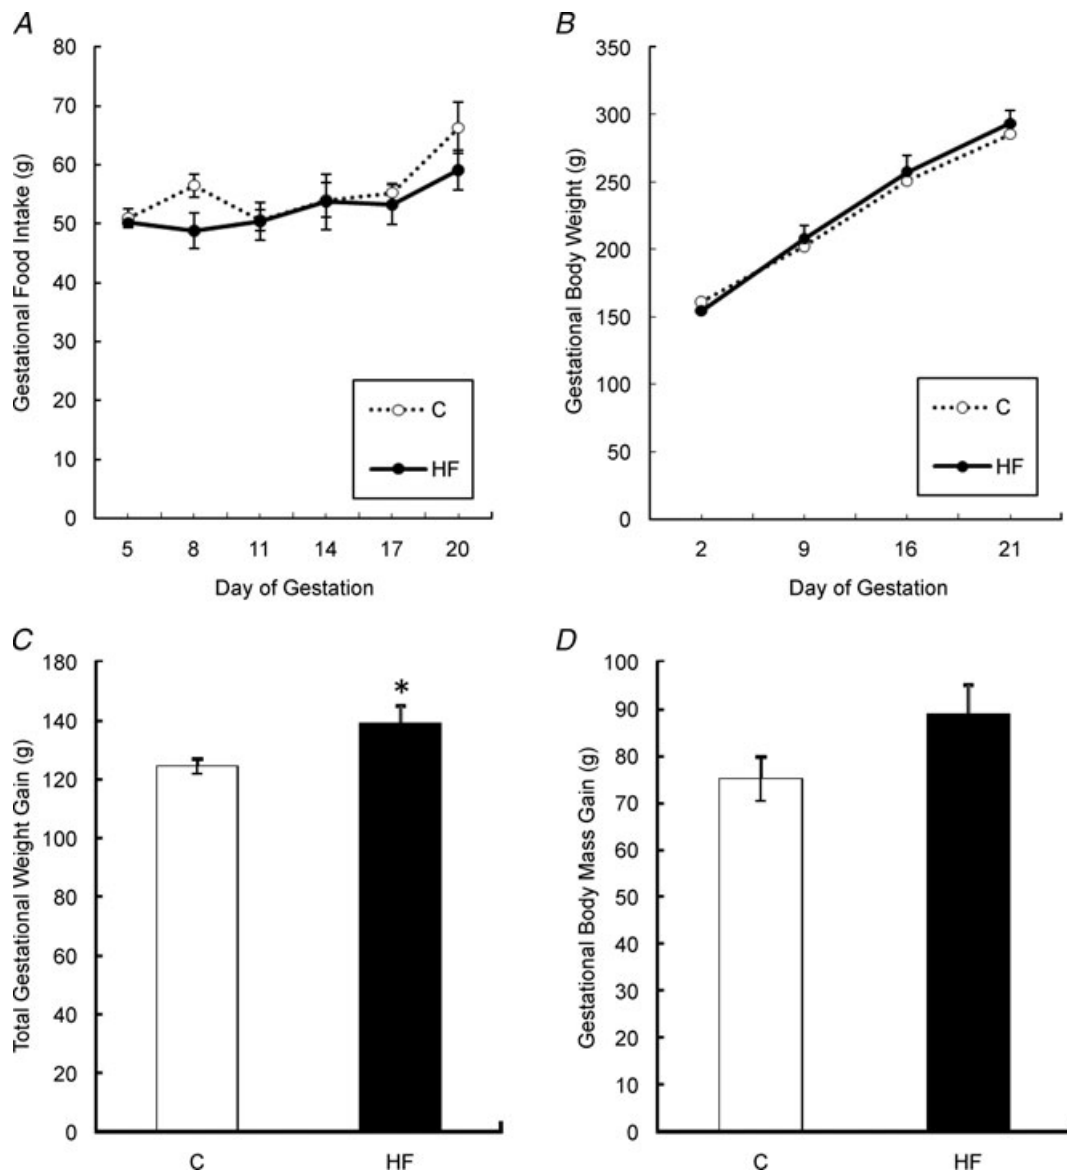 A
80
70
60
50
40
30
20
10
0
Gestational Food Intake (g)
C
HF
5 8 11 14 17 20
Day of Gestation
B
350
300
250
200
150
100
50
0
Gestational Body Weight (g)
C
HF
2 9 16 21
Day of Gestation
C
180
140
120
100
80
60
40
20
0
Total Gestational Weight Gain (g)
*
C HF
D
100
90
80
70
60
50
40
30
20
10
0
Gestational Body Mass Gain (g)
C HF